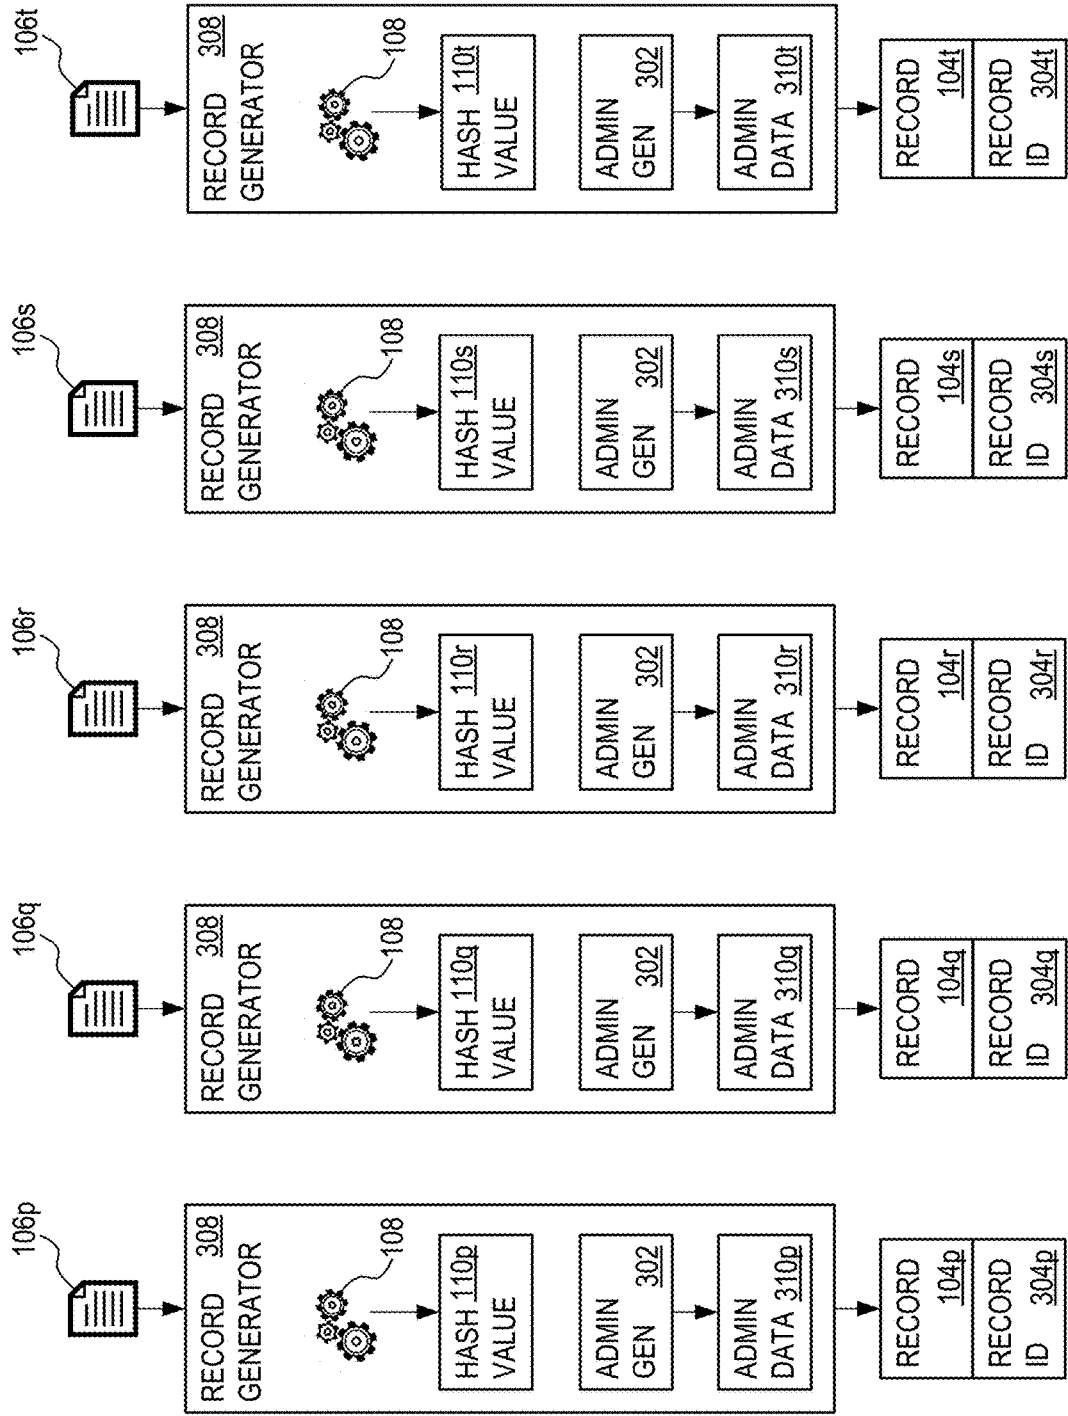 106p
RECORD 308
GENERATOR
108
HASH 110p
VALUE
ADMIN
GEN 302
ADMIN
DATA 310p
RECORD
104p
RECORD
ID 304p
106q
RECORD 308
GENERATOR
108
HASH 110q
VALUE
ADMIN
GEN 302
ADMIN
DATA 310q
RECORD
104q
RECORD
ID 304q
106r
RECORD 308
GENERATOR
108
HASH 110r
VALUE
ADMIN
GEN 302
ADMIN
DATA 310r
RECORD
104r
RECORD
ID 304r
106s
RECORD 308
GENERATOR
108
HASH 110s
VALUE
ADMIN
GEN 302
ADMIN
DATA 310s
RECORD
104s
RECORD
ID 304s
106t
RECORD 308
GENERATOR
108
HASH 110t
VALUE
ADMIN
GEN 302
ADMIN
DATA 310t
RECORD
104t
RECORD
ID 304t